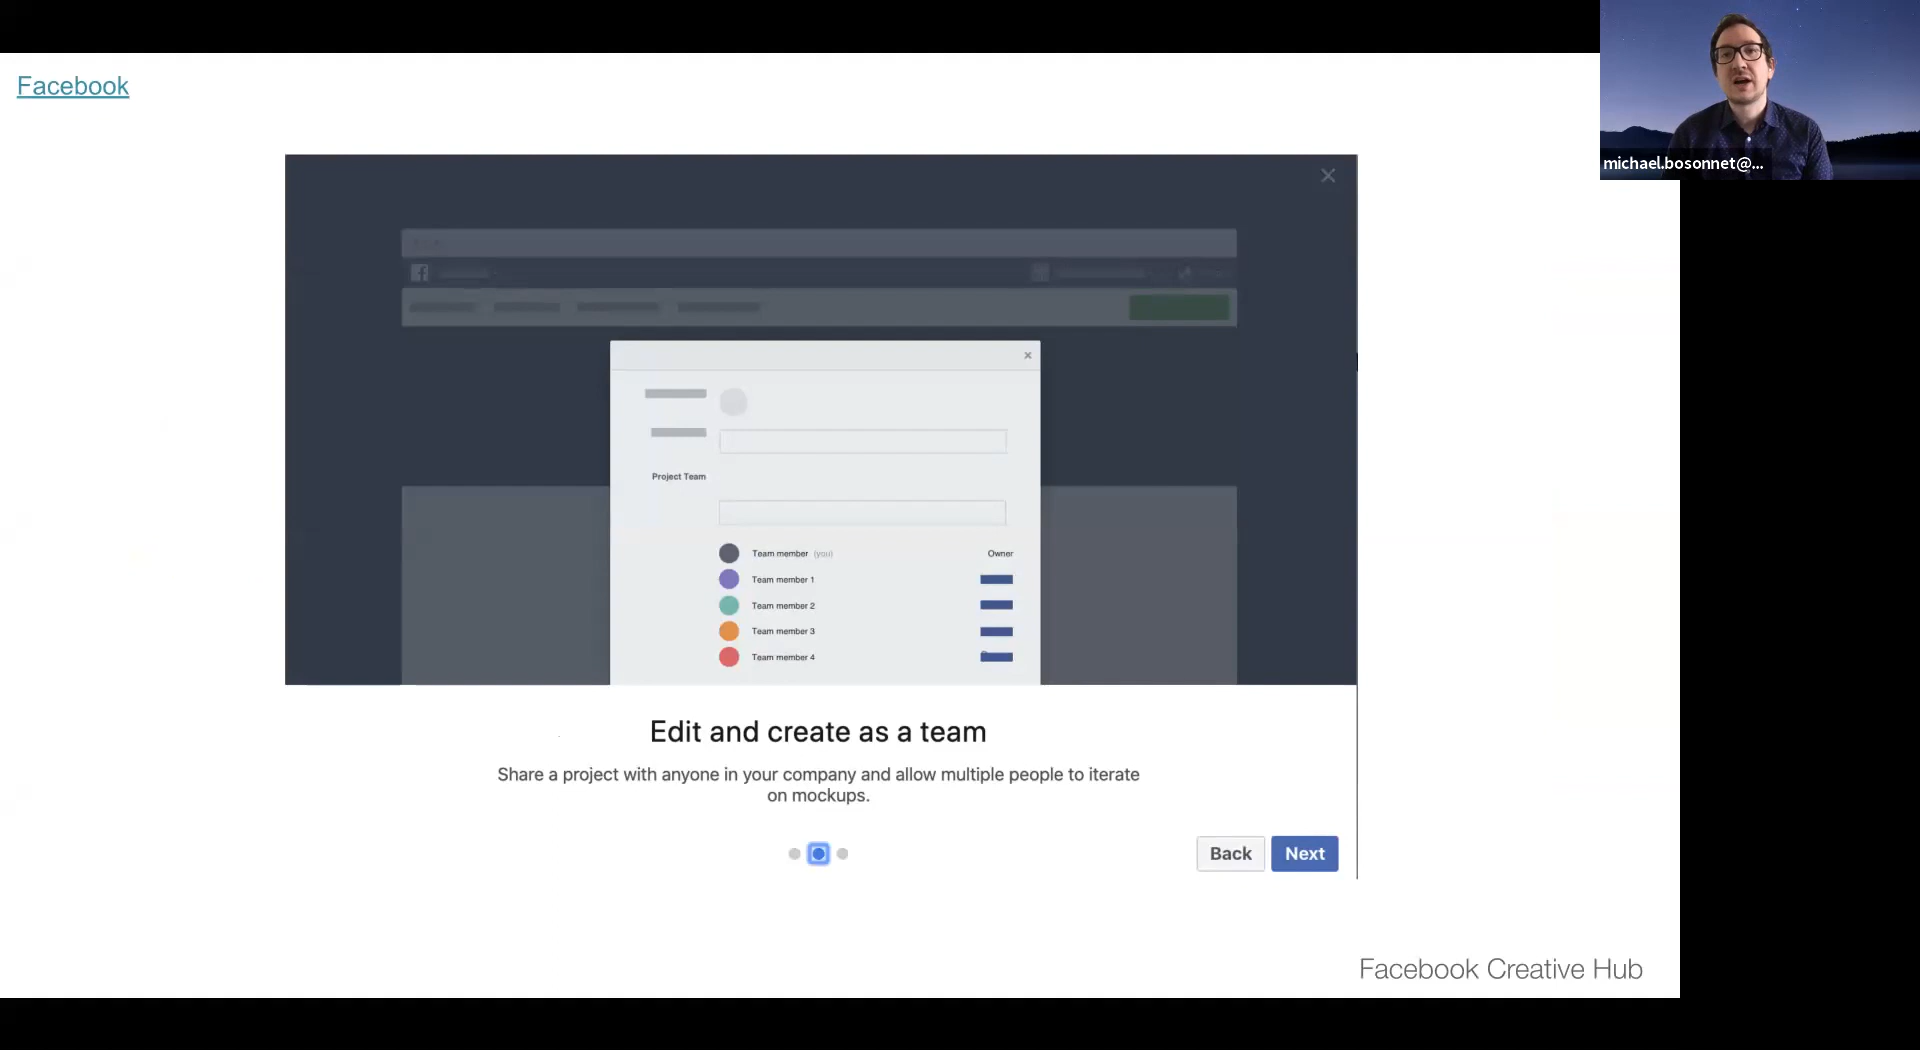 Facebook
michael.bosonnet@...
×
×
Project Team
Team member (you) Owner
Team member 1
Team member 2
Team member 3
Team member 4
Edit and create as a team
Share a project with anyone in your company and allow multiple people to iterate
on mockups.
Back Next
Facebook Creative Hub